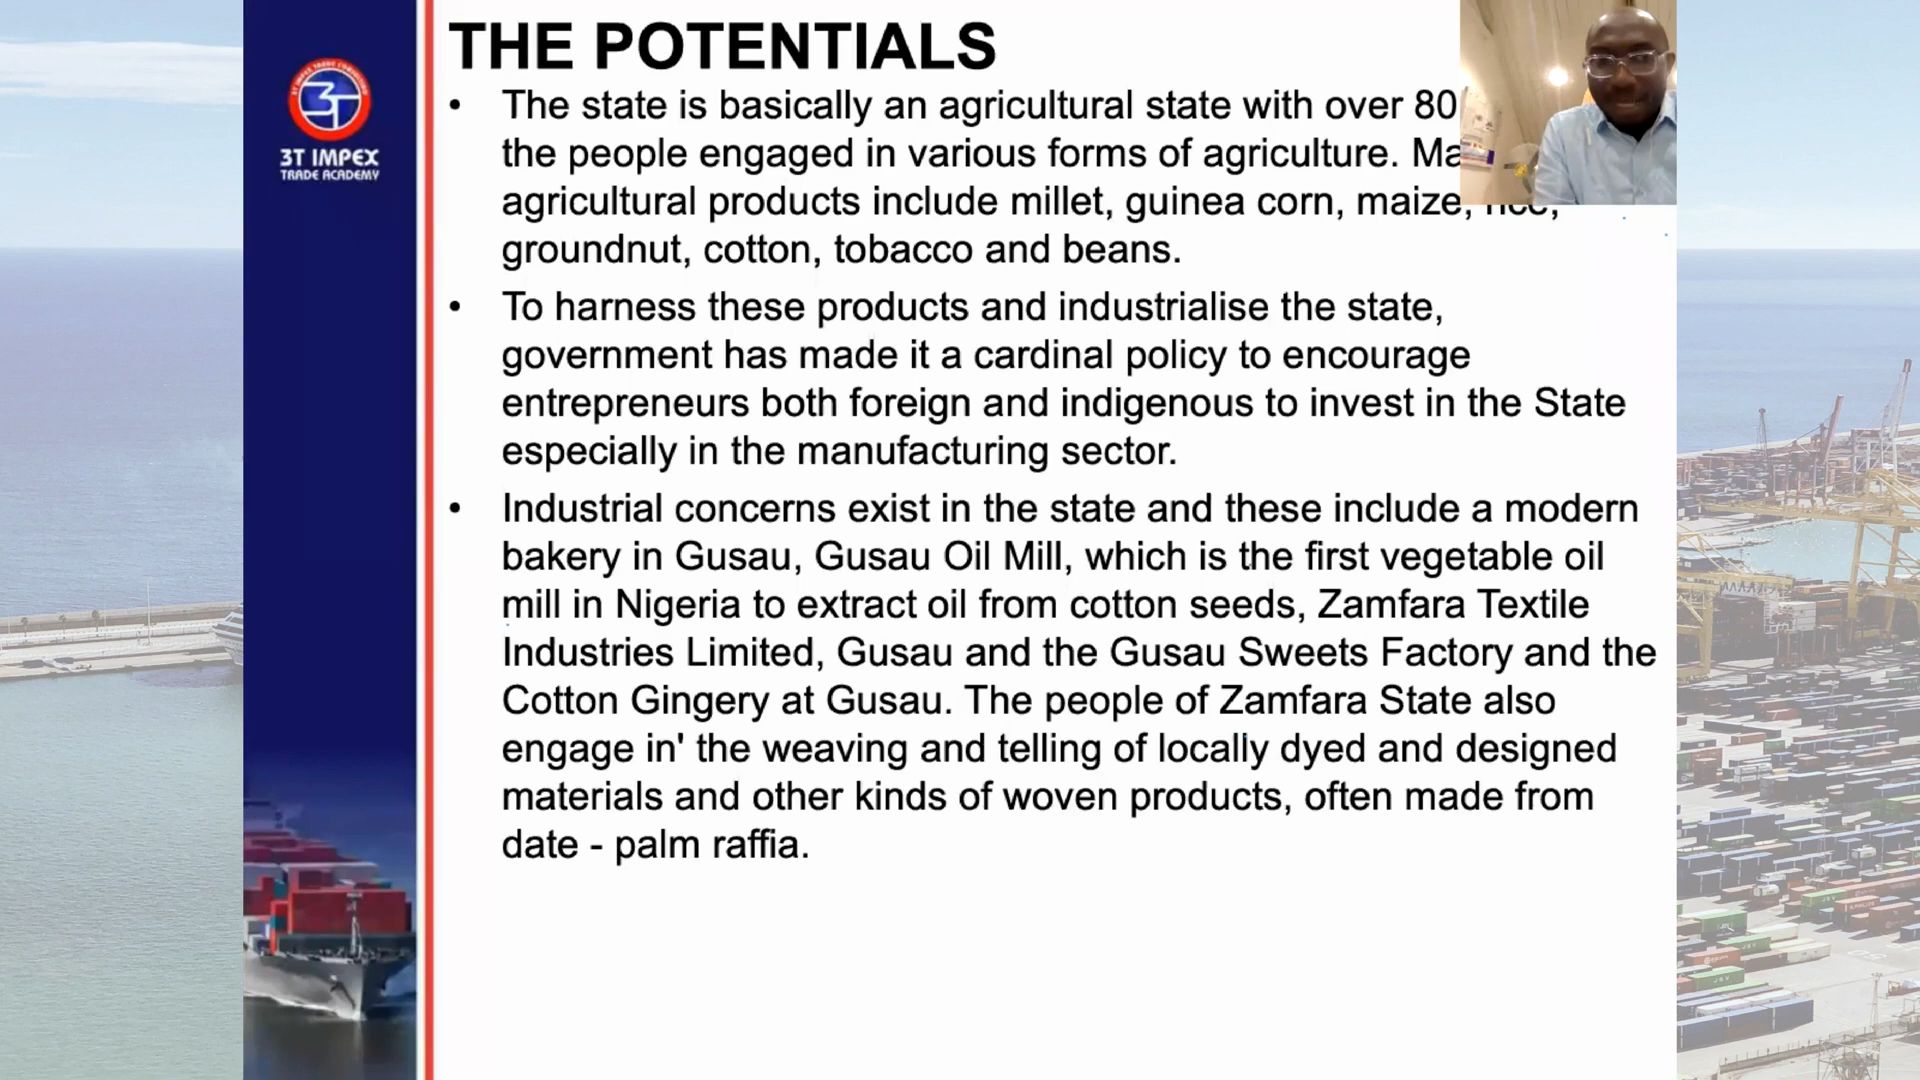 THE POTENTIALS
3T IMPEX TRADE CONSULTING
3T
3T IMPEX
TRADE ACADEMY
• The state is basically an agricultural state with over 80
the people engaged in various forms of agriculture.
agricultural products include millet, guinea corn, maize, rice,
groundnut, cotton, tobacco and beans.
• To harness these products and industrialise the state,
government has made it a cardinal policy to encourage
entrepreneurs both foreign and indigenous to invest in the State
especially in the manufacturing sector.
• Industrial concerns exist in the state and these include a modern
bakery in Gusau, Gusau Oil Mill, which is the first vegetable oil
mill in Nigeria to extract oil from cotton seeds, Zamfara Textile
Industries Limited, Gusau and the Gusau Sweets Factory and the
Cotton Gingery at Gusau. The people of Zamfara State also
engage in' the weaving and telling of locally dyed and designed
materials and other kinds of woven products, often made from
date - palm raffia.